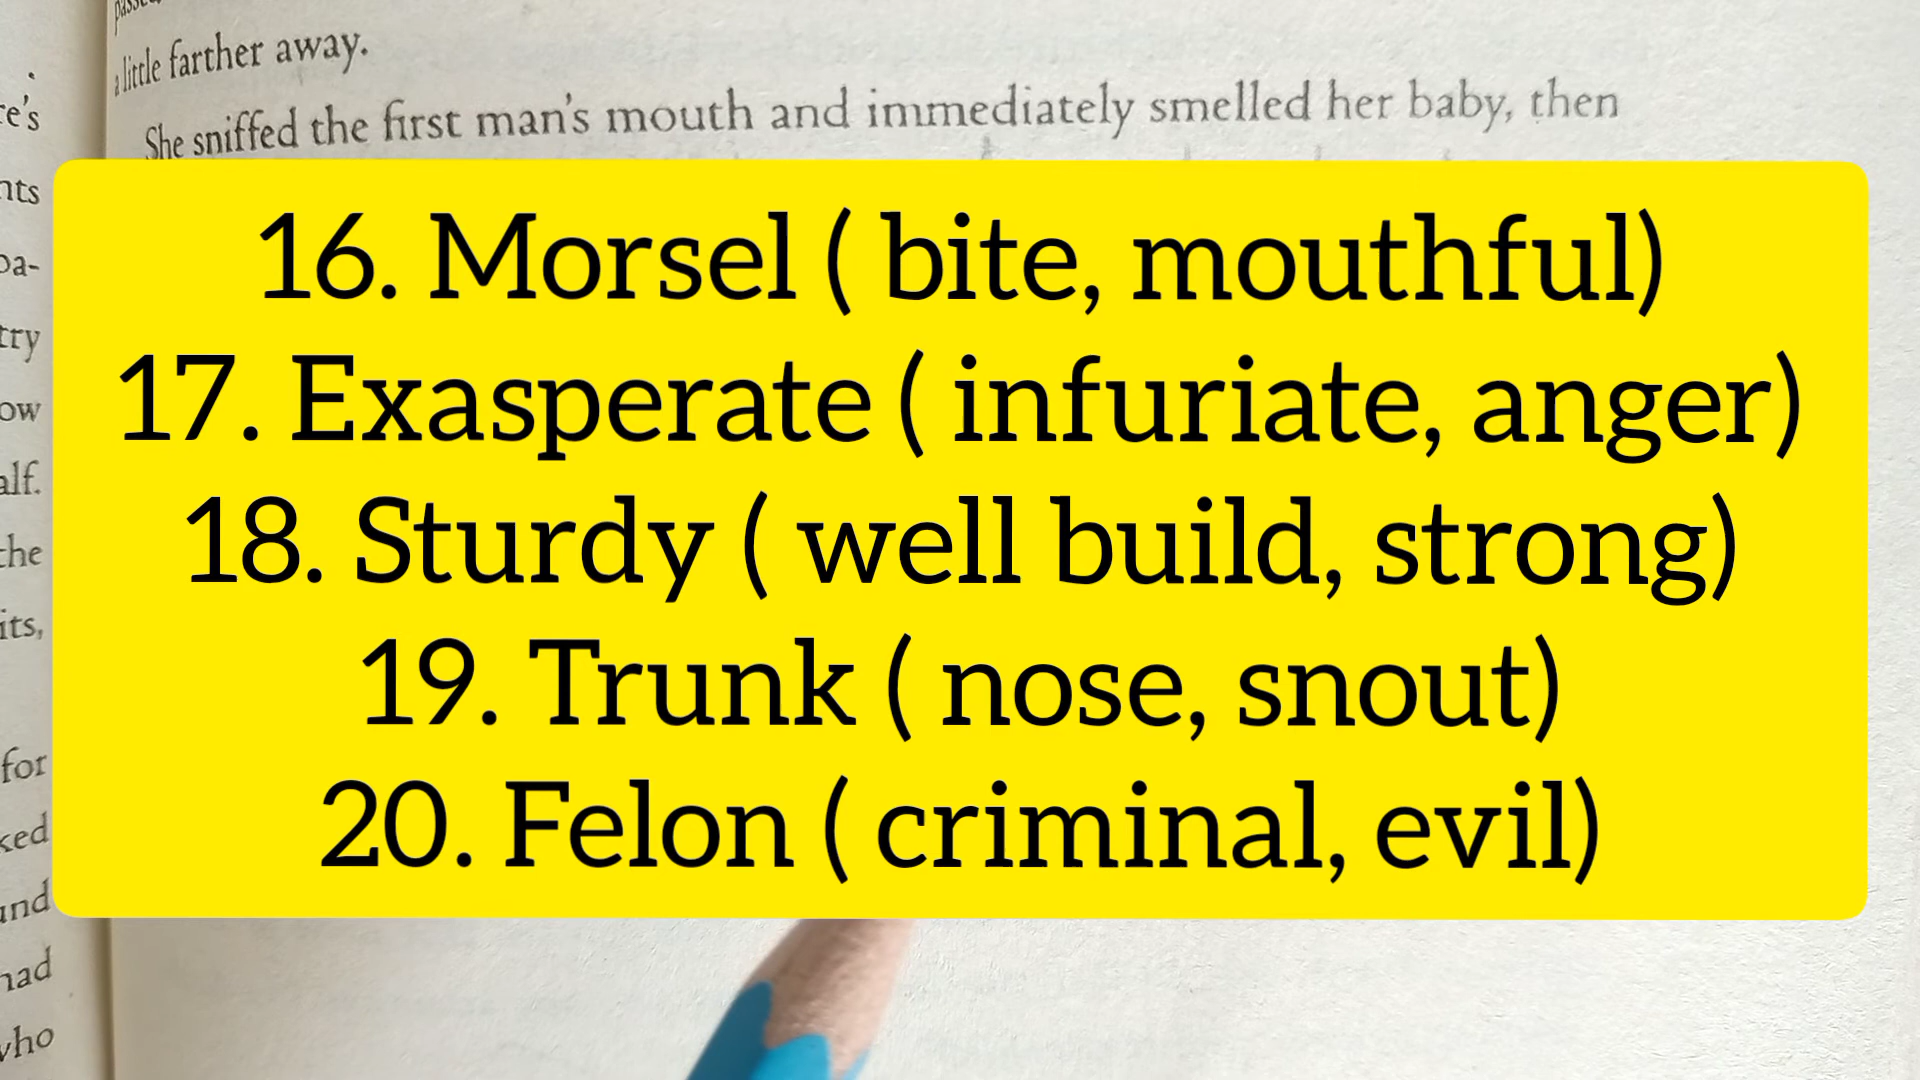 a little farther away.
She sniffed the first man's mouth and immediately smelled her baby, then
16. Morsel ( bite, mouthful)
17. Exasperate ( infuriate, anger)
18. Sturdy ( well build, strong)
19. Trunk ( nose, snout)
20. Felon ( criminal, evil)